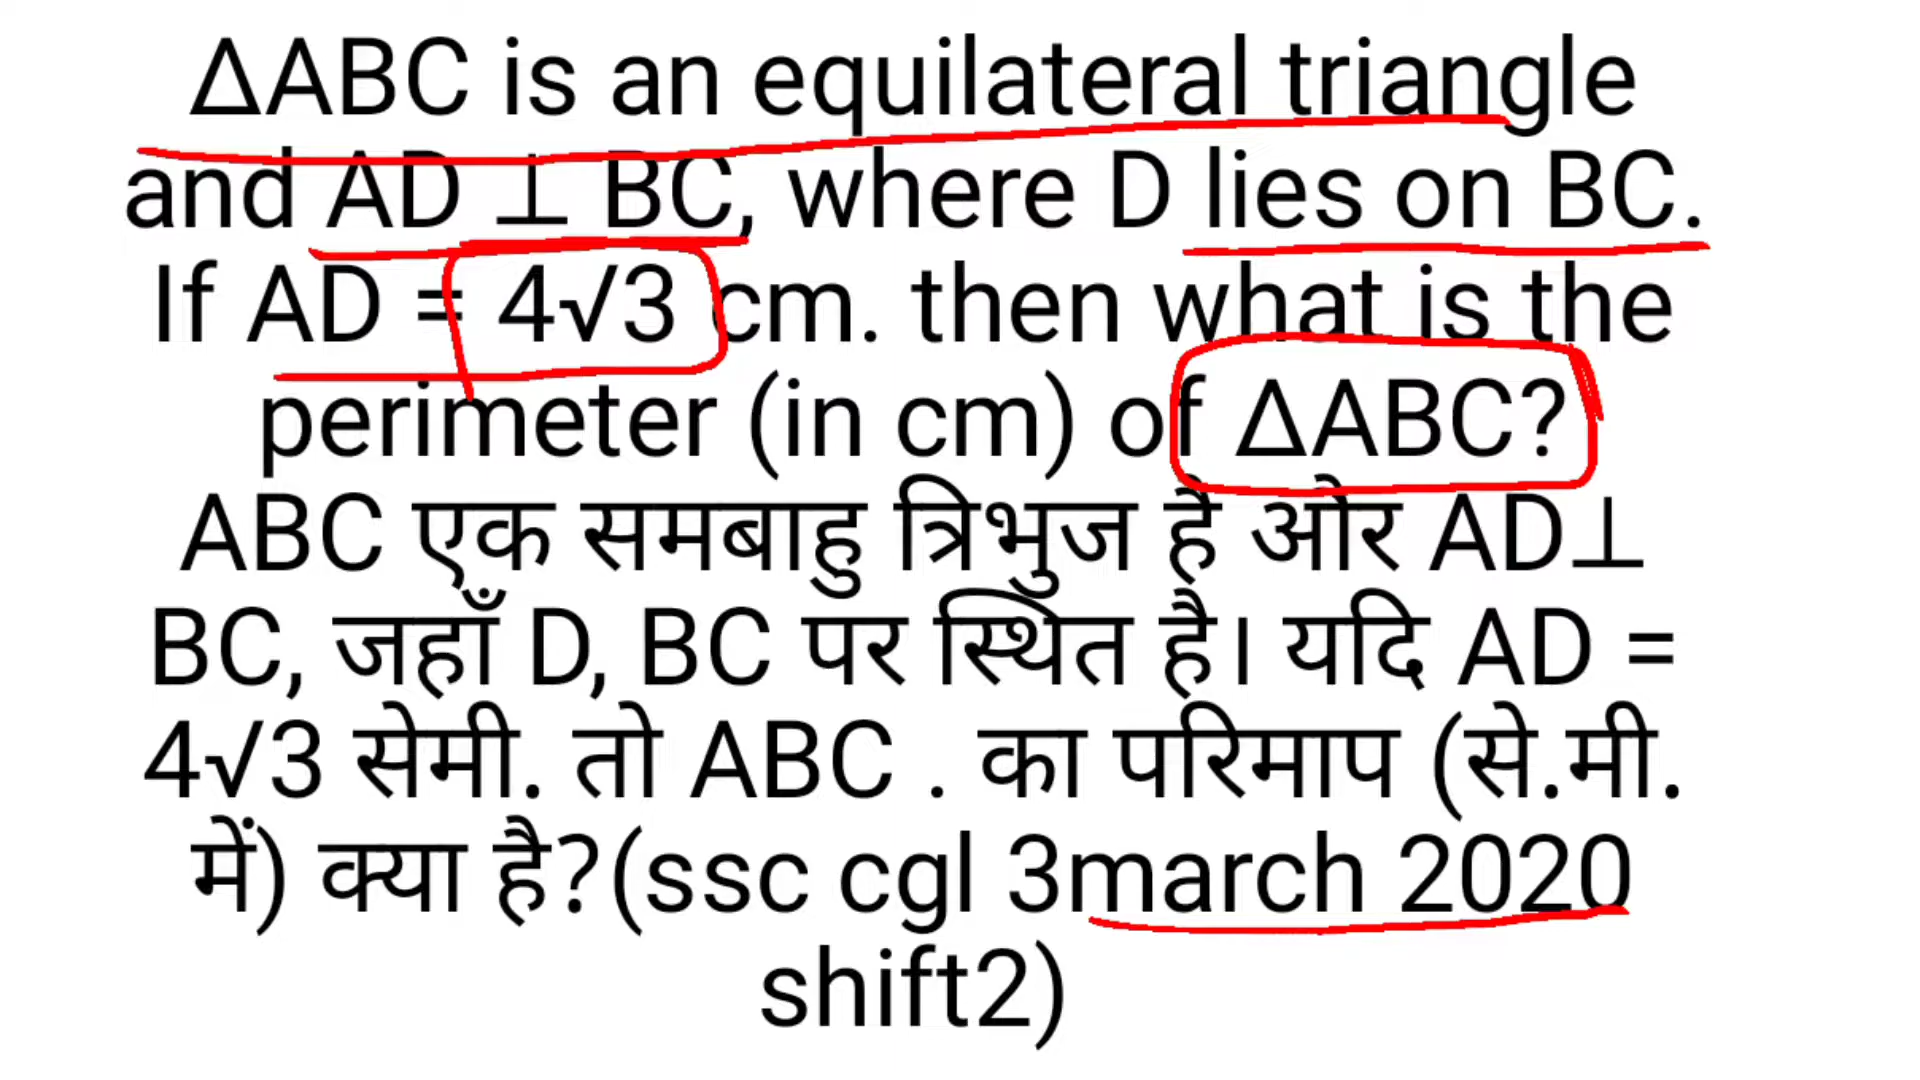 ΔABC is an equilateral triangle
and AD ⊥ BC, where D lies on BC.
If AD = 4√3 cm. then what is the
perimeter (in cm) of ΔABC?
ABC एक समबाहु त्रिभुज है और AD⊥
BC, जहाँ D, BC पर स्थित है। यदि AD =
4√3 सेमी. तो ABC . का परिमाप (से.मी.
में) क्या है?(ssc cgl 3march 2020
shift2)